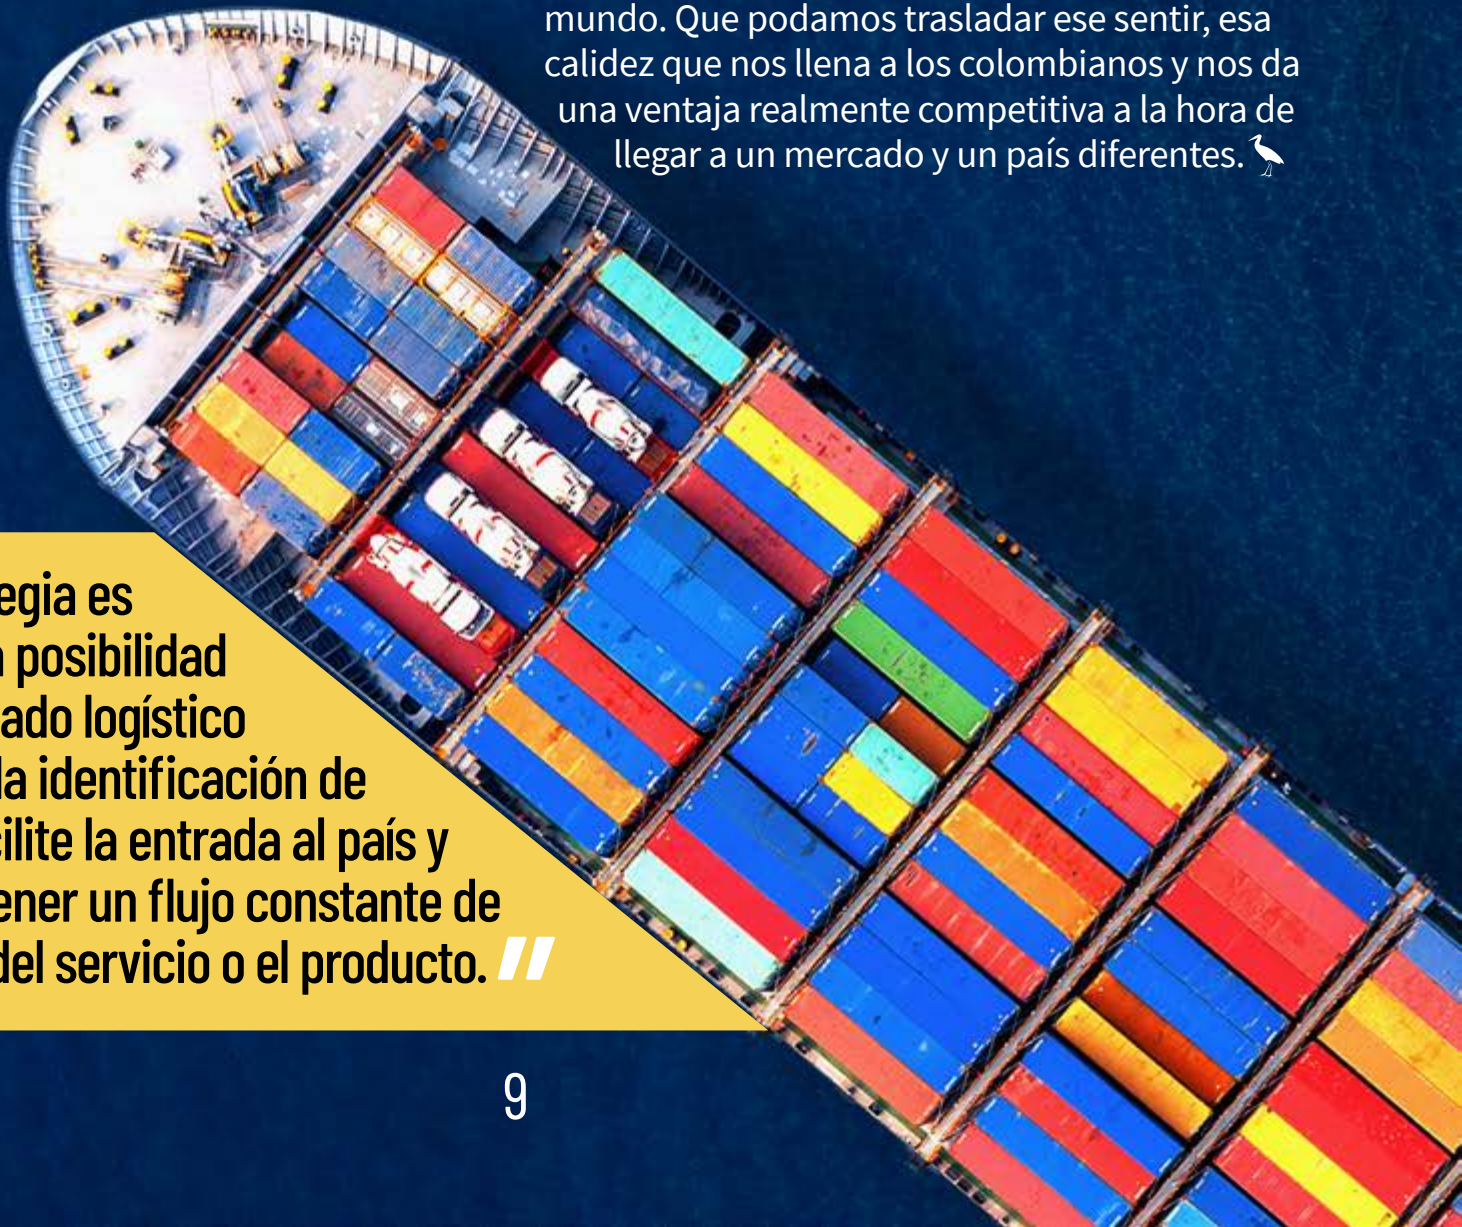 mundo. Que podamos trasladar ese sentir, esa
calidez que nos llena a los colombianos y nos da
una ventaja realmente competitiva a la hora de
llegar a un mercado y un país diferentes.
egia es
posibilidad
ado logístico
la identificación de
cilite la entrada al país y
ener un flujo constante de
del servicio o el producto. "
9